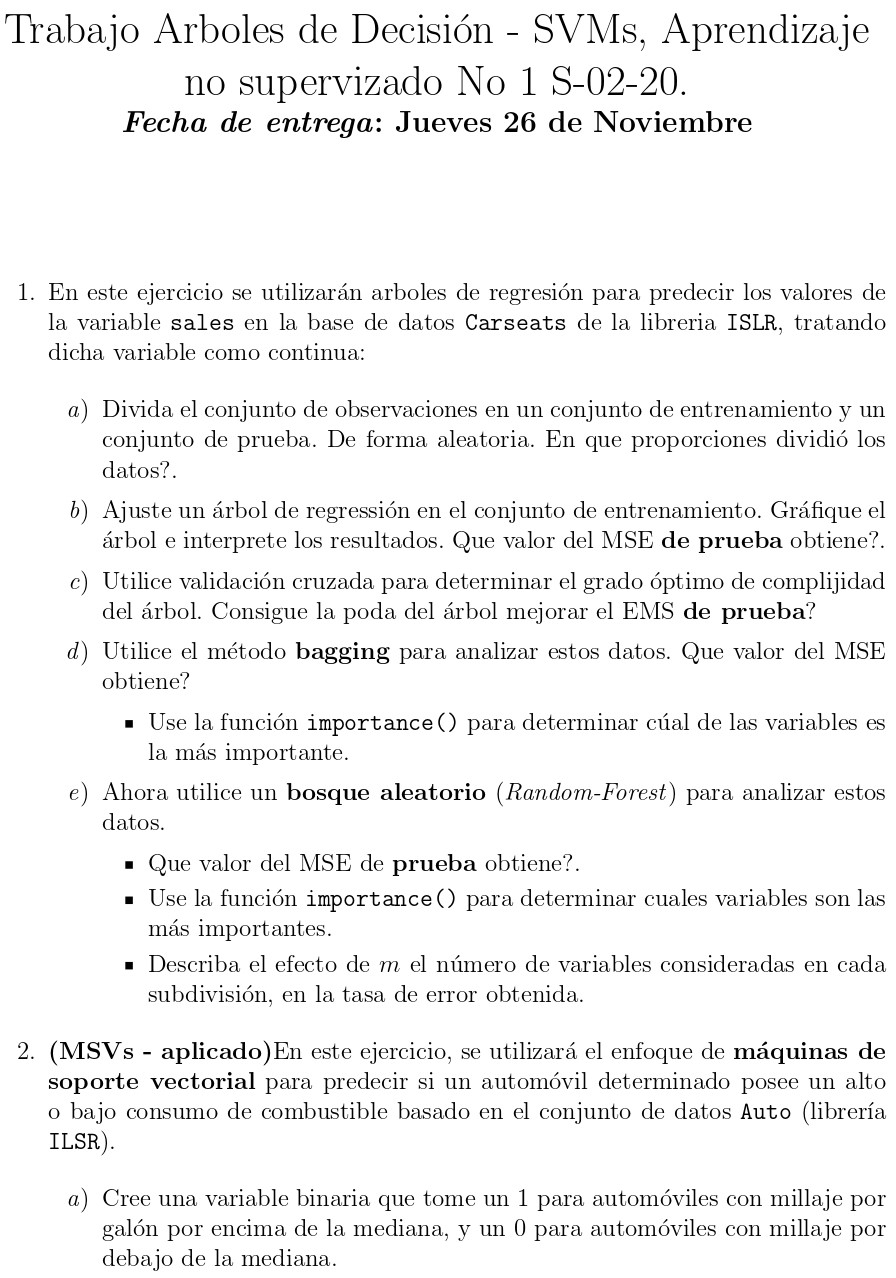 Trabajo Arboles de Decisión - SVMs, Aprendizaje
no supervizado No 1 S-02-20.
Fecha de entrega: Jueves 26 de Noviembre
1. En este ejercicio se utilizarán arboles de regresión para predecir los valores de
la variable sales en la base de datos Carseats de la libreria ISLR, tratando
dicha variable como continua:
a) Divida el conjunto de observaciones en un conjunto de entrenamiento y un
conjunto de prueba. De forma aleatoria. En que proporciones dividió los
datos?.
b) Ajuste un árbol de regressión en el conjunto de entrenamiento. Gráfique el
árbol e interprete los resultados. Que valor del MSE de prueba obtiene?.
c) Utilice validación cruzada para determinar el grado óptimo de complijidad
del árbol. Consigue la poda del árbol mejorar el EMS de prueba?
d) Utilice el método bagging para analizar estos datos. Que valor del MSE
obtiene?
▪ Use la función importance() para determinar cúal de las variables es
la más importante.
e) Ahora utilice un bosque aleatorio (Random-Forest) para analizar estos
datos.
▪ Que valor del MSE de prueba obtiene?.
▪ Use la función importance() para determinar cuales variables son las
más importantes.
▪ Describa el efecto de m el número de variables consideradas en cada
subdivisión, en la tasa de error obtenida.
2. (MSVs - aplicado)En este ejercicio, se utilizará el enfoque de máquinas de
soporte vectorial para predecir si un automóvil determinado posee un alto
o bajo consumo de combustible basado en el conjunto de datos Auto (librería
ILSR).
a) Cree una variable binaria que tome un 1 para automóviles con millaje por
galón por encima de la mediana, y un 0 para automóviles con millaje por
debajo de la mediana.